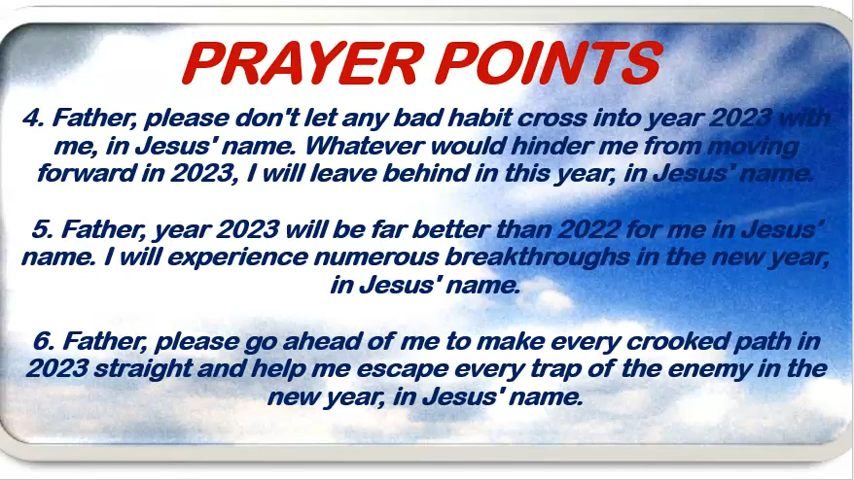 PRAYER POINTS
4. Father, please don't let any bad habit cross into year 2023 with
me, in Jesus' name. Whatever would hinder me from moving
forward in 2023, I will leave behind in this year, in Jesus' name.
5. Father, year 2023 will be far better than 2022 for me in Jesus'
name. I will experience numerous breakthroughs in the new year,
in Jesus' name.
6. Father, please go ahead of me to make every crooked path in
2023 straight and help me escape every trap of the enemy in the
new year, in Jesus' name.